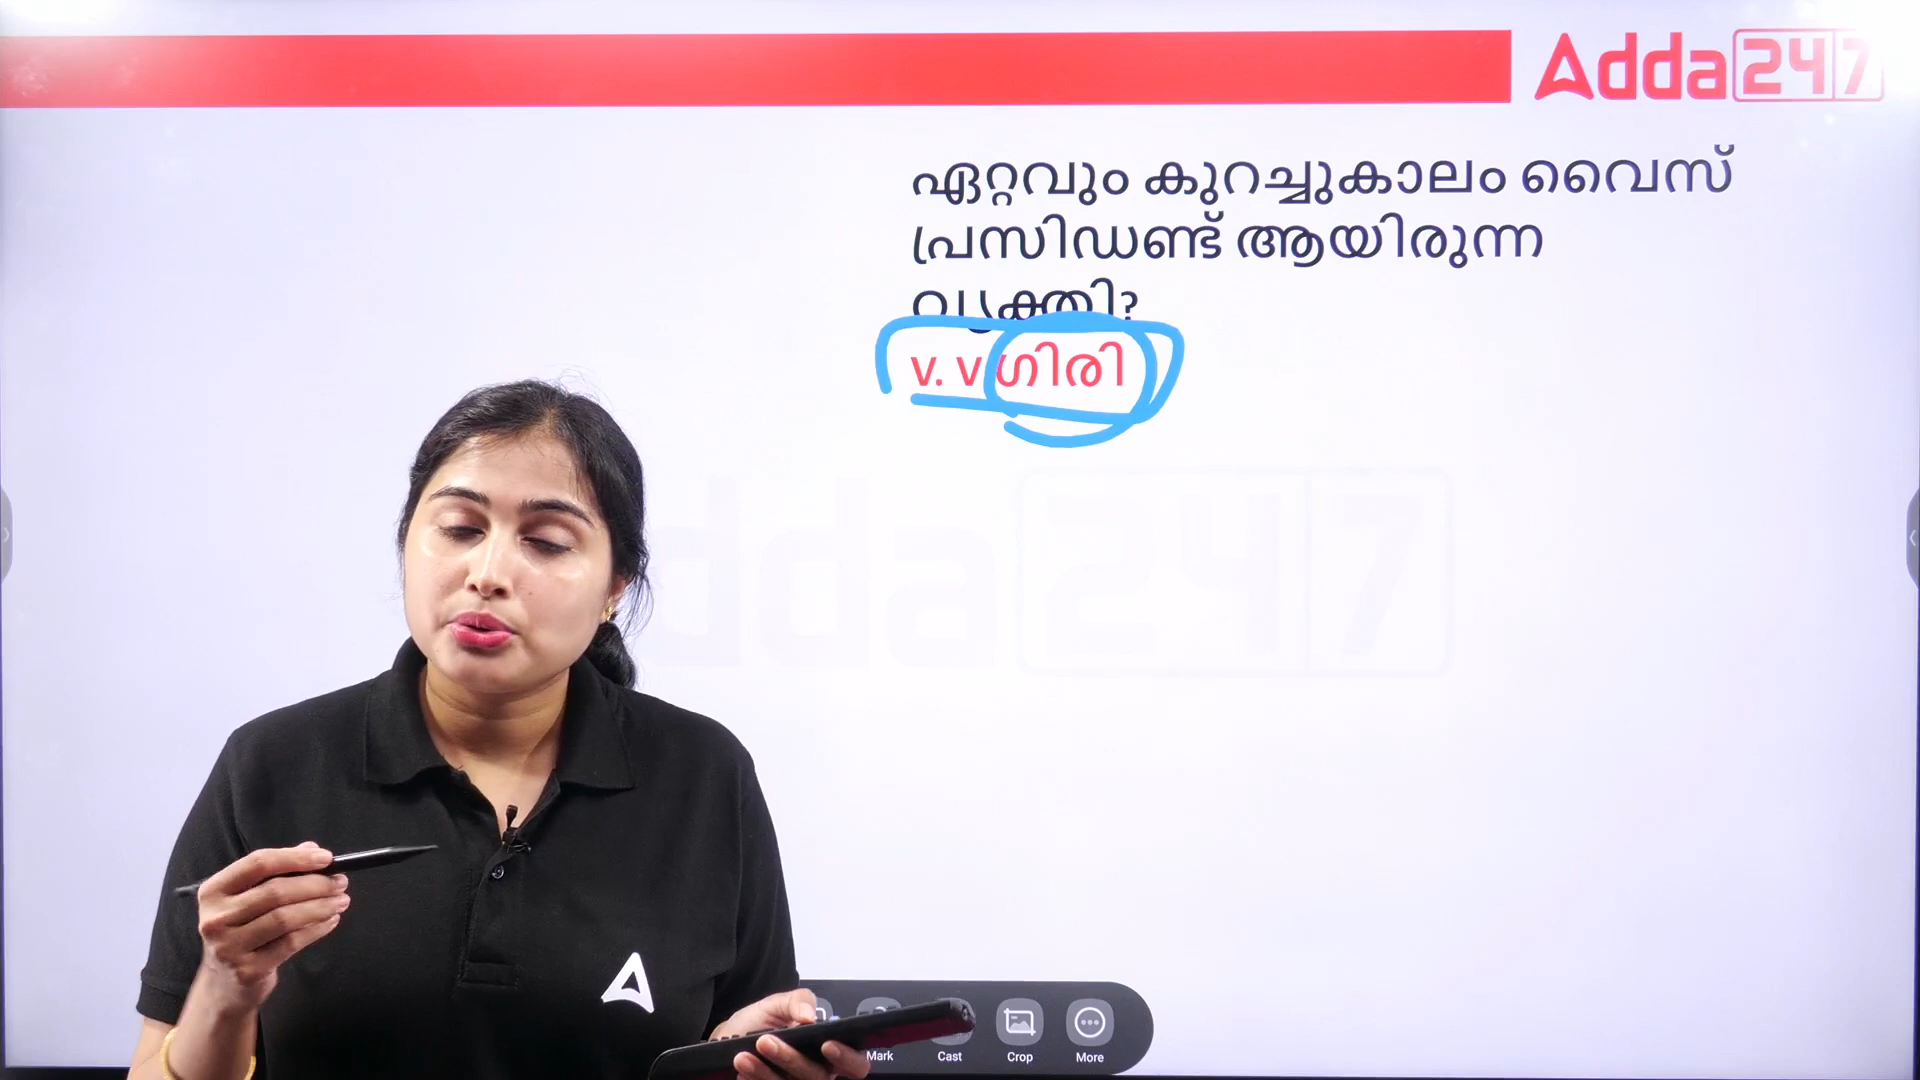 Adda247
ഏറ്റവും കുറച്ചുകാലം വൈസ്
പ്രസിഡണ്ട് ആയിരുന്ന
വ്യക്തി?
v. v ഗിരി
Mark Cast Crop More